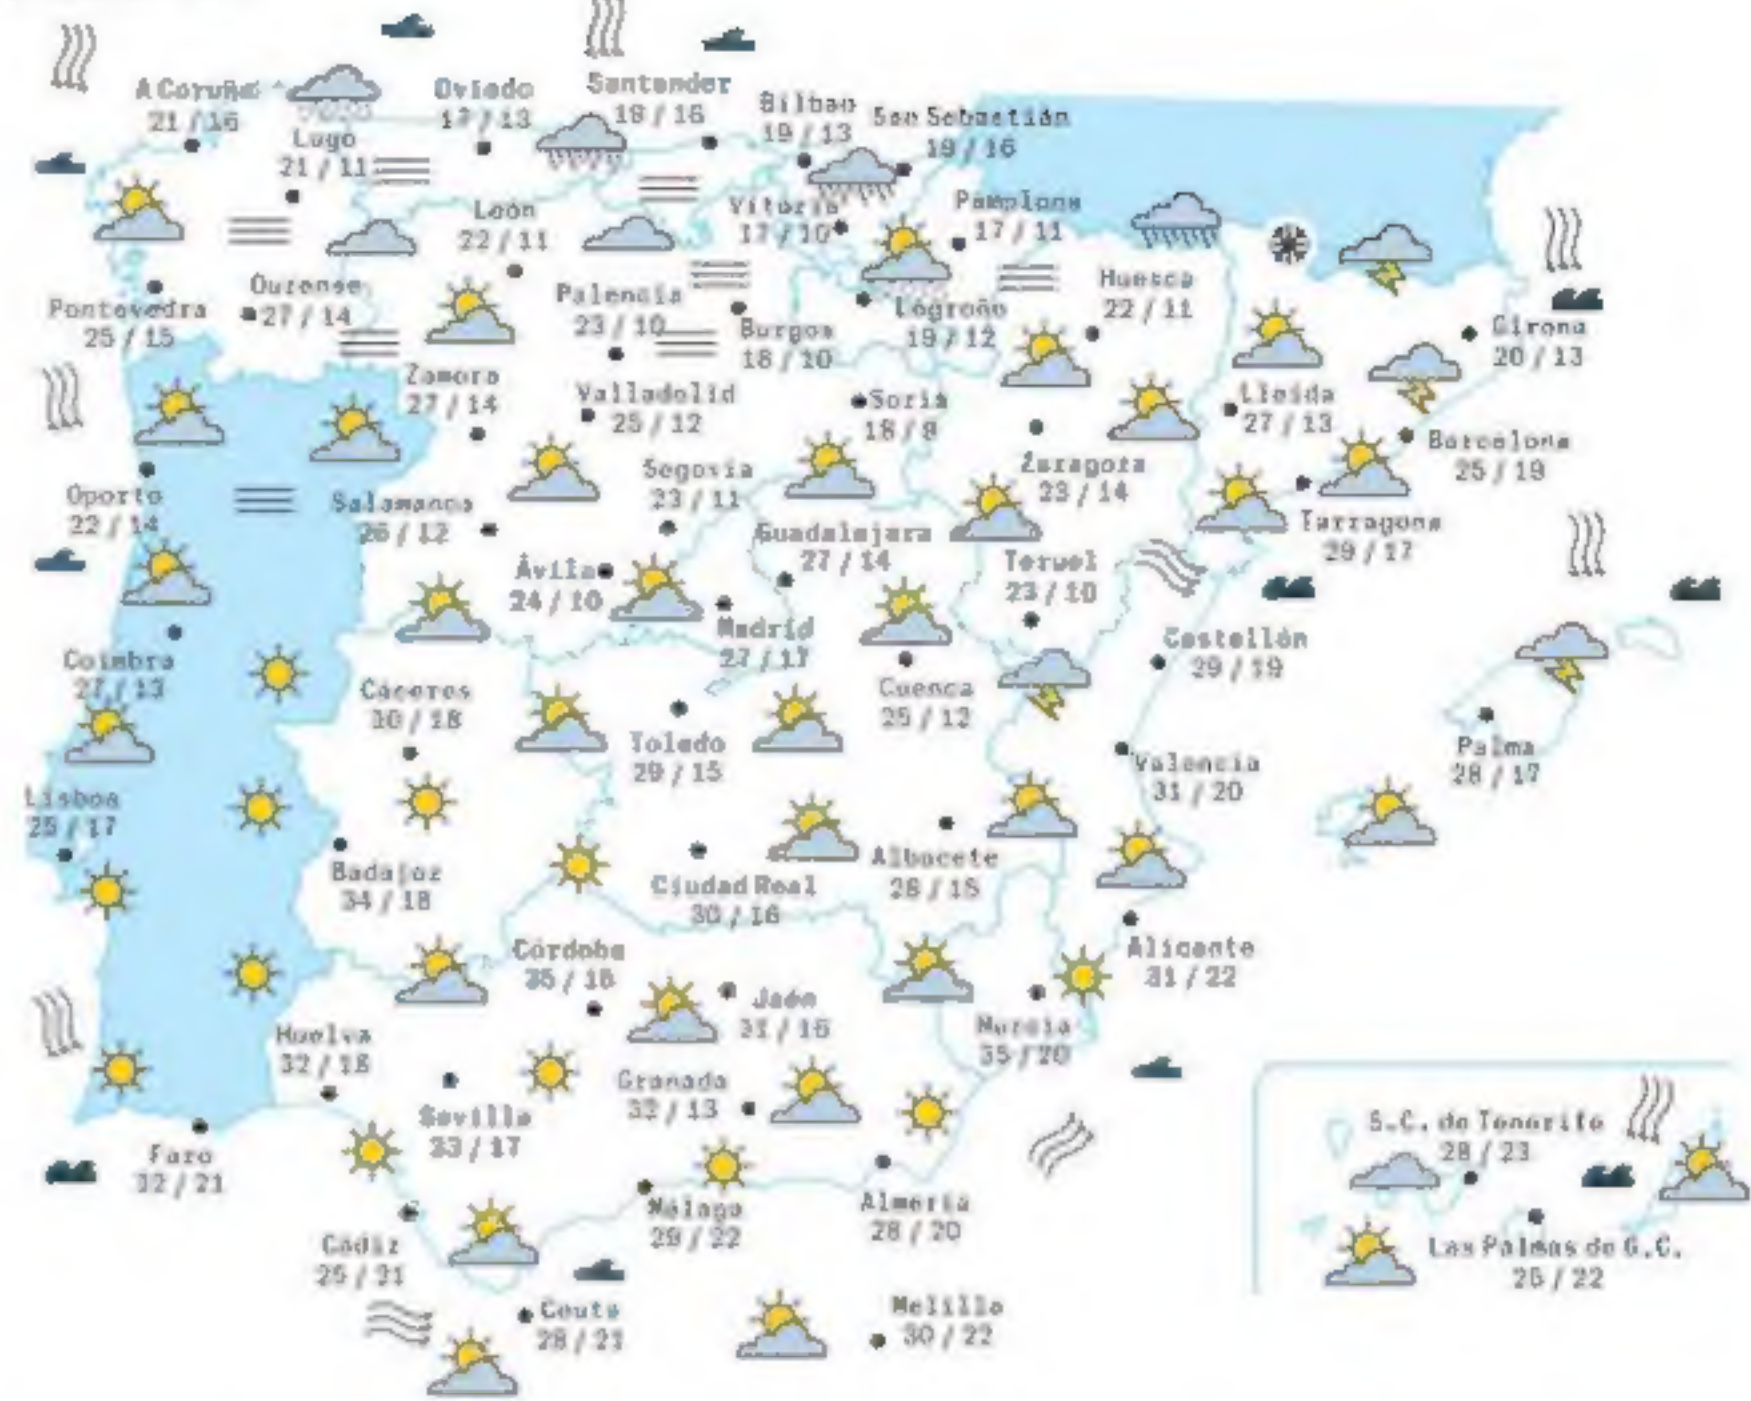 A Coruña
21 / 16
Oviedo
17 / 13
Santander
18 / 16
Bilbao
19 / 13
San Sebastián
19 / 16
Lugo
21 / 11
León
22 / 11
Vitoria
17 / 10
Pamplona
17 / 11
Pontevedra
25 / 15
Ourense
27 / 14
Palencia
23 / 10
Burgos
18 / 10
Logroño
19 / 12
Huesca
22 / 11
Girona
20 / 13
Zamora
27 / 14
Valladolid
25 / 12
Soria
18 / 8
Lleida
27 / 13
Barcelona
25 / 19
Oporto
22 / 14
Salamanca
26 / 12
Segovia
23 / 11
Zaragoza
23 / 14
Tarragona
29 / 17
Ávila
24 / 10
Guadalajara
27 / 14
Teruel
23 / 10
Madrid
27 / 17
Castellón
29 / 19
Coimbra
27 / 13
Cáceres
30 / 18
Cuenca
25 / 12
Toledo
29 / 15
Valencia
31 / 20
Palma
28 / 17
Lisboa
25 / 17
Badajoz
34 / 18
Ciudad Real
30 / 16
Albacete
28 / 15
Córdoba
35 / 18
Alicante
31 / 22
Jaén
31 / 16
Huelva
32 / 18
Murcia
35 / 20
Granada
32 / 13
Sevilla
33 / 17
Faro
32 / 21
Málaga
29 / 22
Almería
28 / 20
Cádiz
25 / 21
Ceuta
28 / 21
Melilla
30 / 22
S.C. de Tenerife
28 / 23
Las Palmas de G.C.
26 / 22